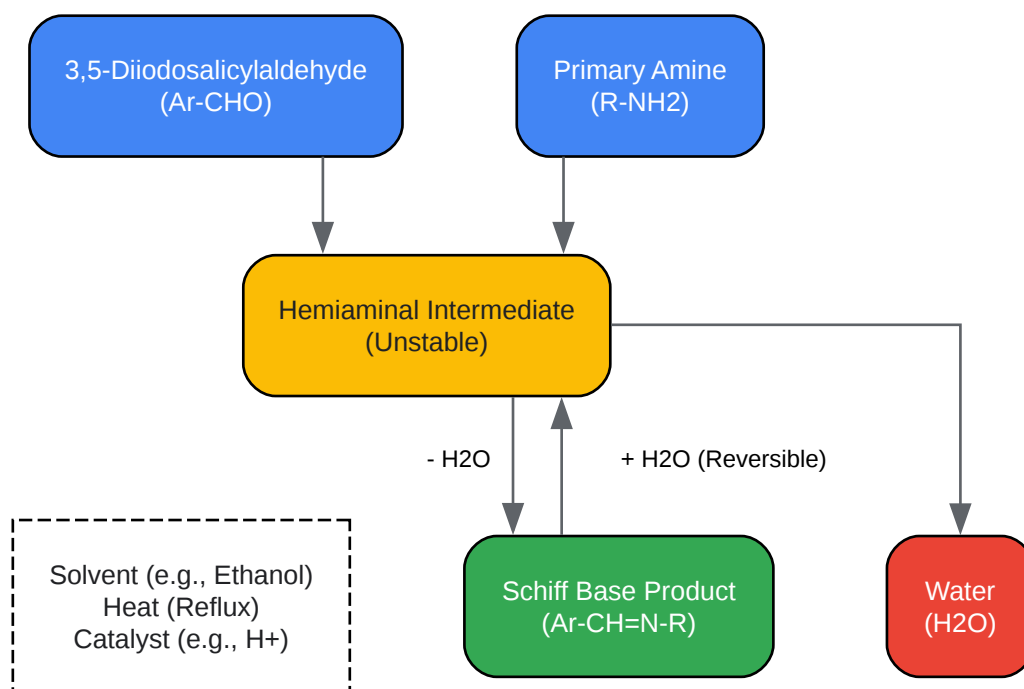 3,5-Diiodosalicylaldehyde
(Ar-CHO)
Primary Amine
(R-NH2)
Hemiaminal Intermediate
(Unstable)
- H2O
+ H2O (Reversible)
Solvent (e.g., Ethanol)
Heat (Reflux)
Catalyst (e.g., H+)
Schiff Base Product
(Ar-CH=N-R)
Water
(H2O)